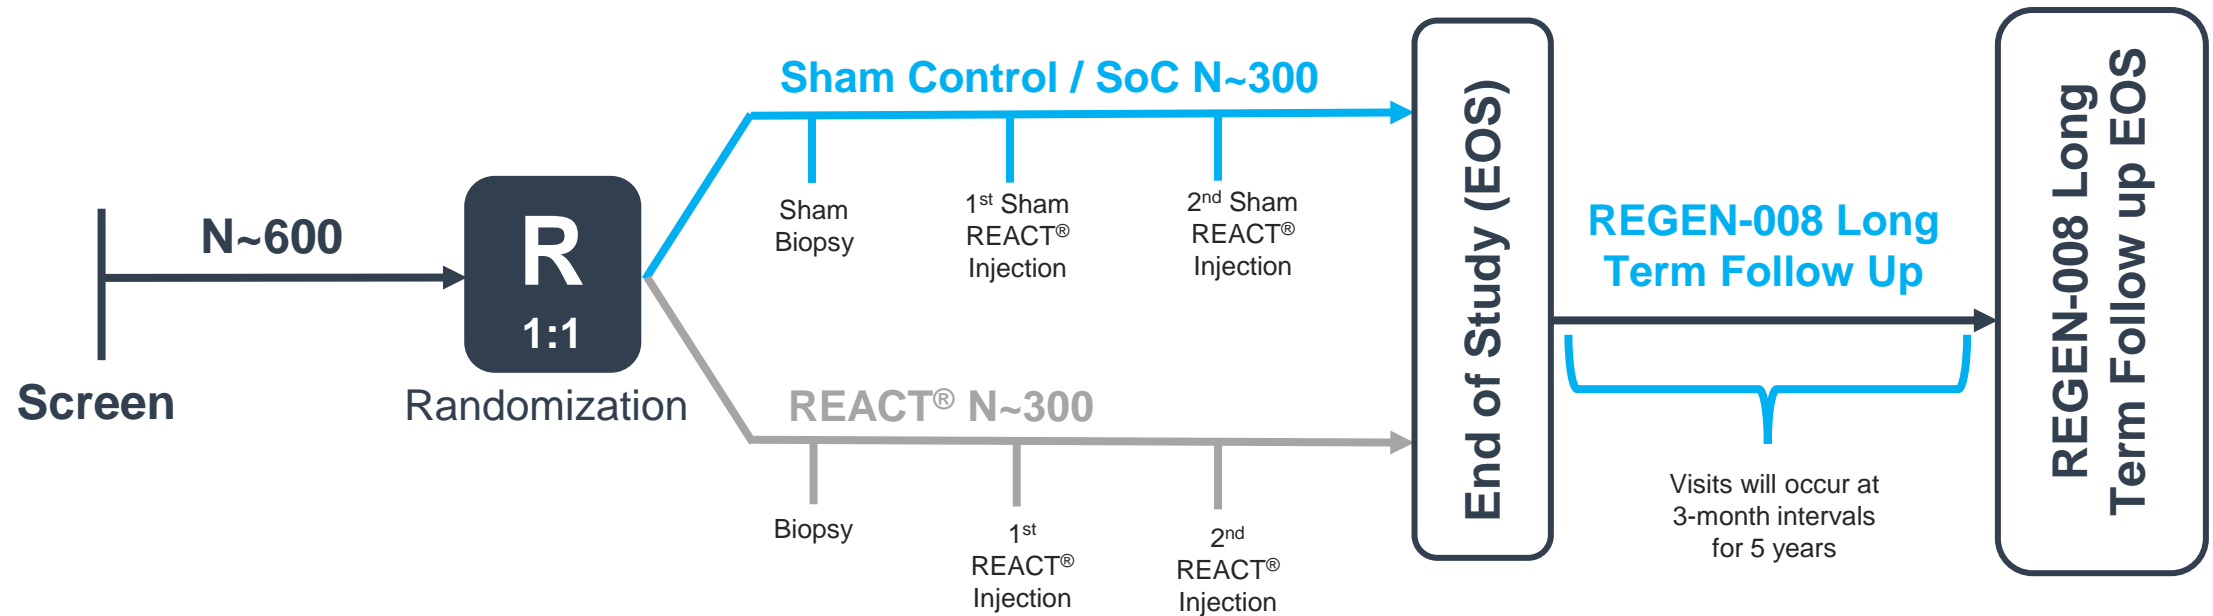 Screen
N~600
R
1:1
Randomization
Sham Control / SoC N~300
Sham
Biopsy
1st Sham
REACT®
Injection
2nd Sham
REACT®
Injection
REACT® N~300
Biopsy
1st
REACT®
Injection
2nd
REACT®
Injection
End of Study (EOS)
REGEN-008 Long
Term Follow Up
Visits will occur at
3-month intervals
for 5 years
REGEN-008 Long
Term Follow up EOS